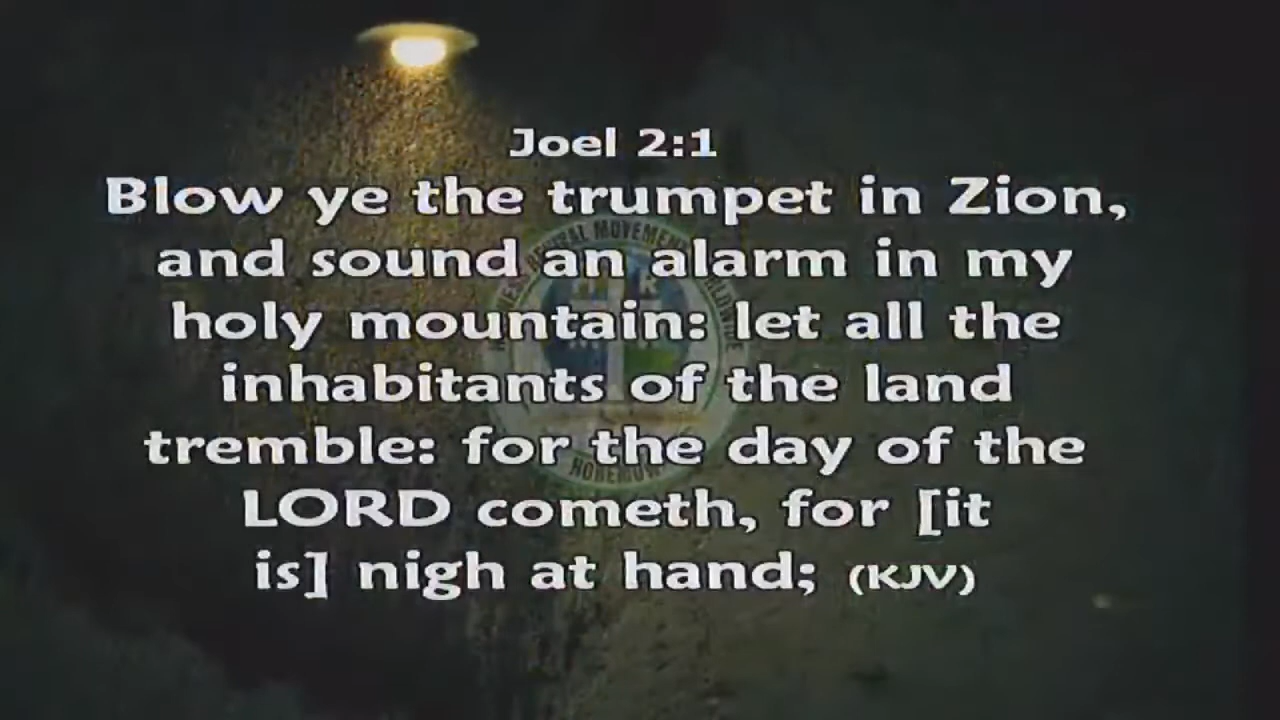 Joel 2:1
Blow ye the trumpet in Zion,
and sound an alarm in my
holy mountain: let all the
inhabitants of the land
tremble: for the day of the
LORD cometh, for [it
is] nigh at hand; (KJV)